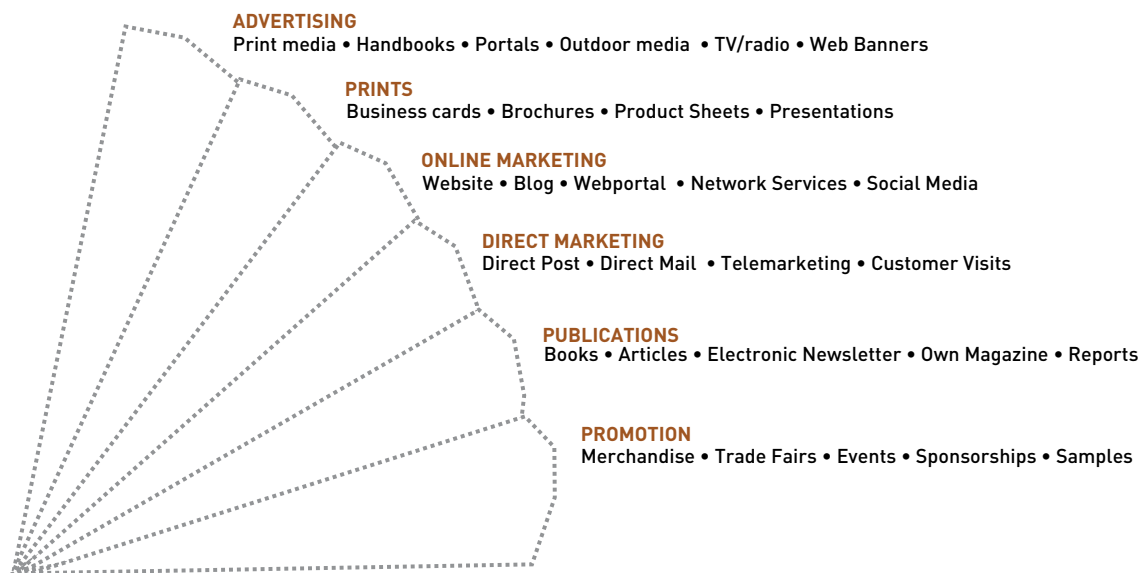 ADVERTISING
Print media • Handbooks • Portals • Outdoor media • TV/radio • Web Banners
PRINTS
Business cards • Brochures • Product Sheets • Presentations
ONLINE MARKETING
Website • Blog • Webportal • Network Services • Social Media
DIRECT MARKETING
Direct Post • Direct Mail • Telemarketing • Customer Visits
PUBLICATIONS
Books • Articles • Electronic Newsletter • Own Magazine • Reports
PROMOTION
Merchandise • Trade Fairs • Events • Sponsorships • Samples